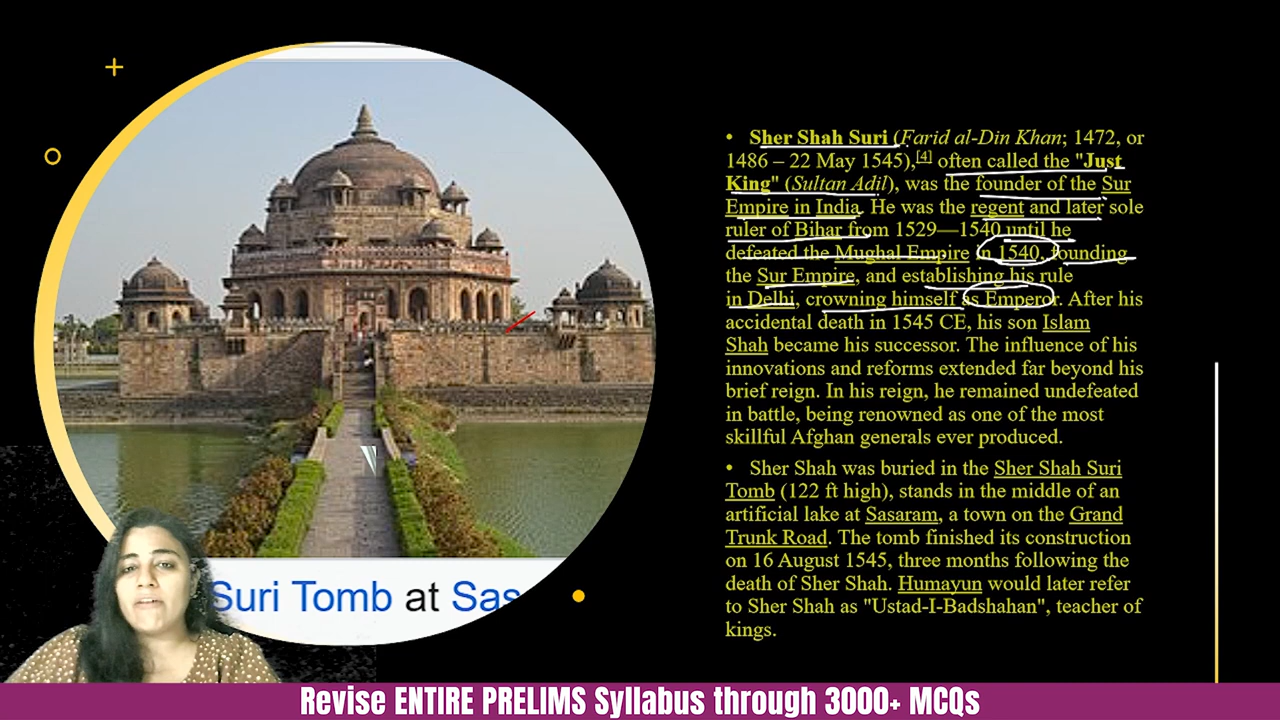 • Sher Shah Suri (Farid al-Din Khan; 1472, or
1486 – 22 May 1545),[4] often called the "Just
King" (Sultan Adil), was the founder of the Sur
Empire in India. He was the regent and later sole
ruler of Bihar from 1529—1540 until he
defeated the Mughal Empire in 1540, founding
the Sur Empire, and establishing his rule
in Delhi, crowning himself as Emperor. After his
accidental death in 1545 CE, his son Islam
Shah became his successor. The influence of his
innovations and reforms extended far beyond his
brief reign. In his reign, he remained undefeated
in battle, being renowned as one of the most
skillful Afghan generals ever produced.
• Sher Shah was buried in the Sher Shah Suri
Tomb (122 ft high), stands in the middle of an
artificial lake at Sasaram, a town on the Grand
Trunk Road. The tomb finished its construction
on 16 August 1545, three months following the
death of Sher Shah. Humayun would later refer
to Sher Shah as "Ustad-I-Badshahan", teacher of
kings.
Suri Tomb at Sas
Revise ENTIRE PRELIMS Syllabus through 3000+ MCQs